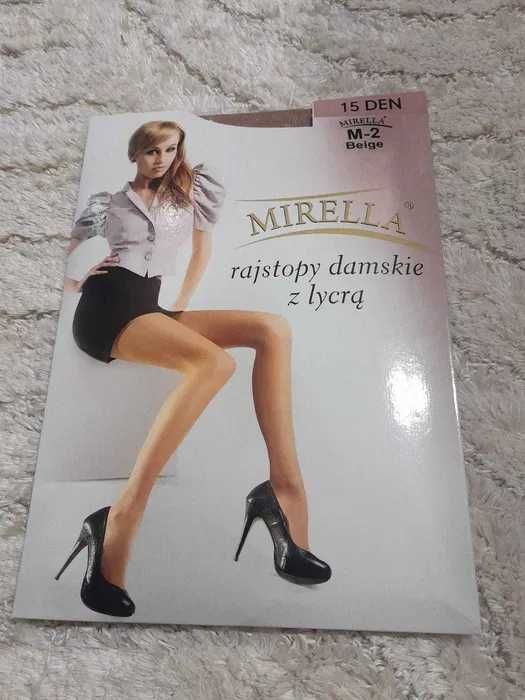 15 DEN
MIRELLA
M-2
Beige
MIRELLA®
rajstopy damskie
z lycrą